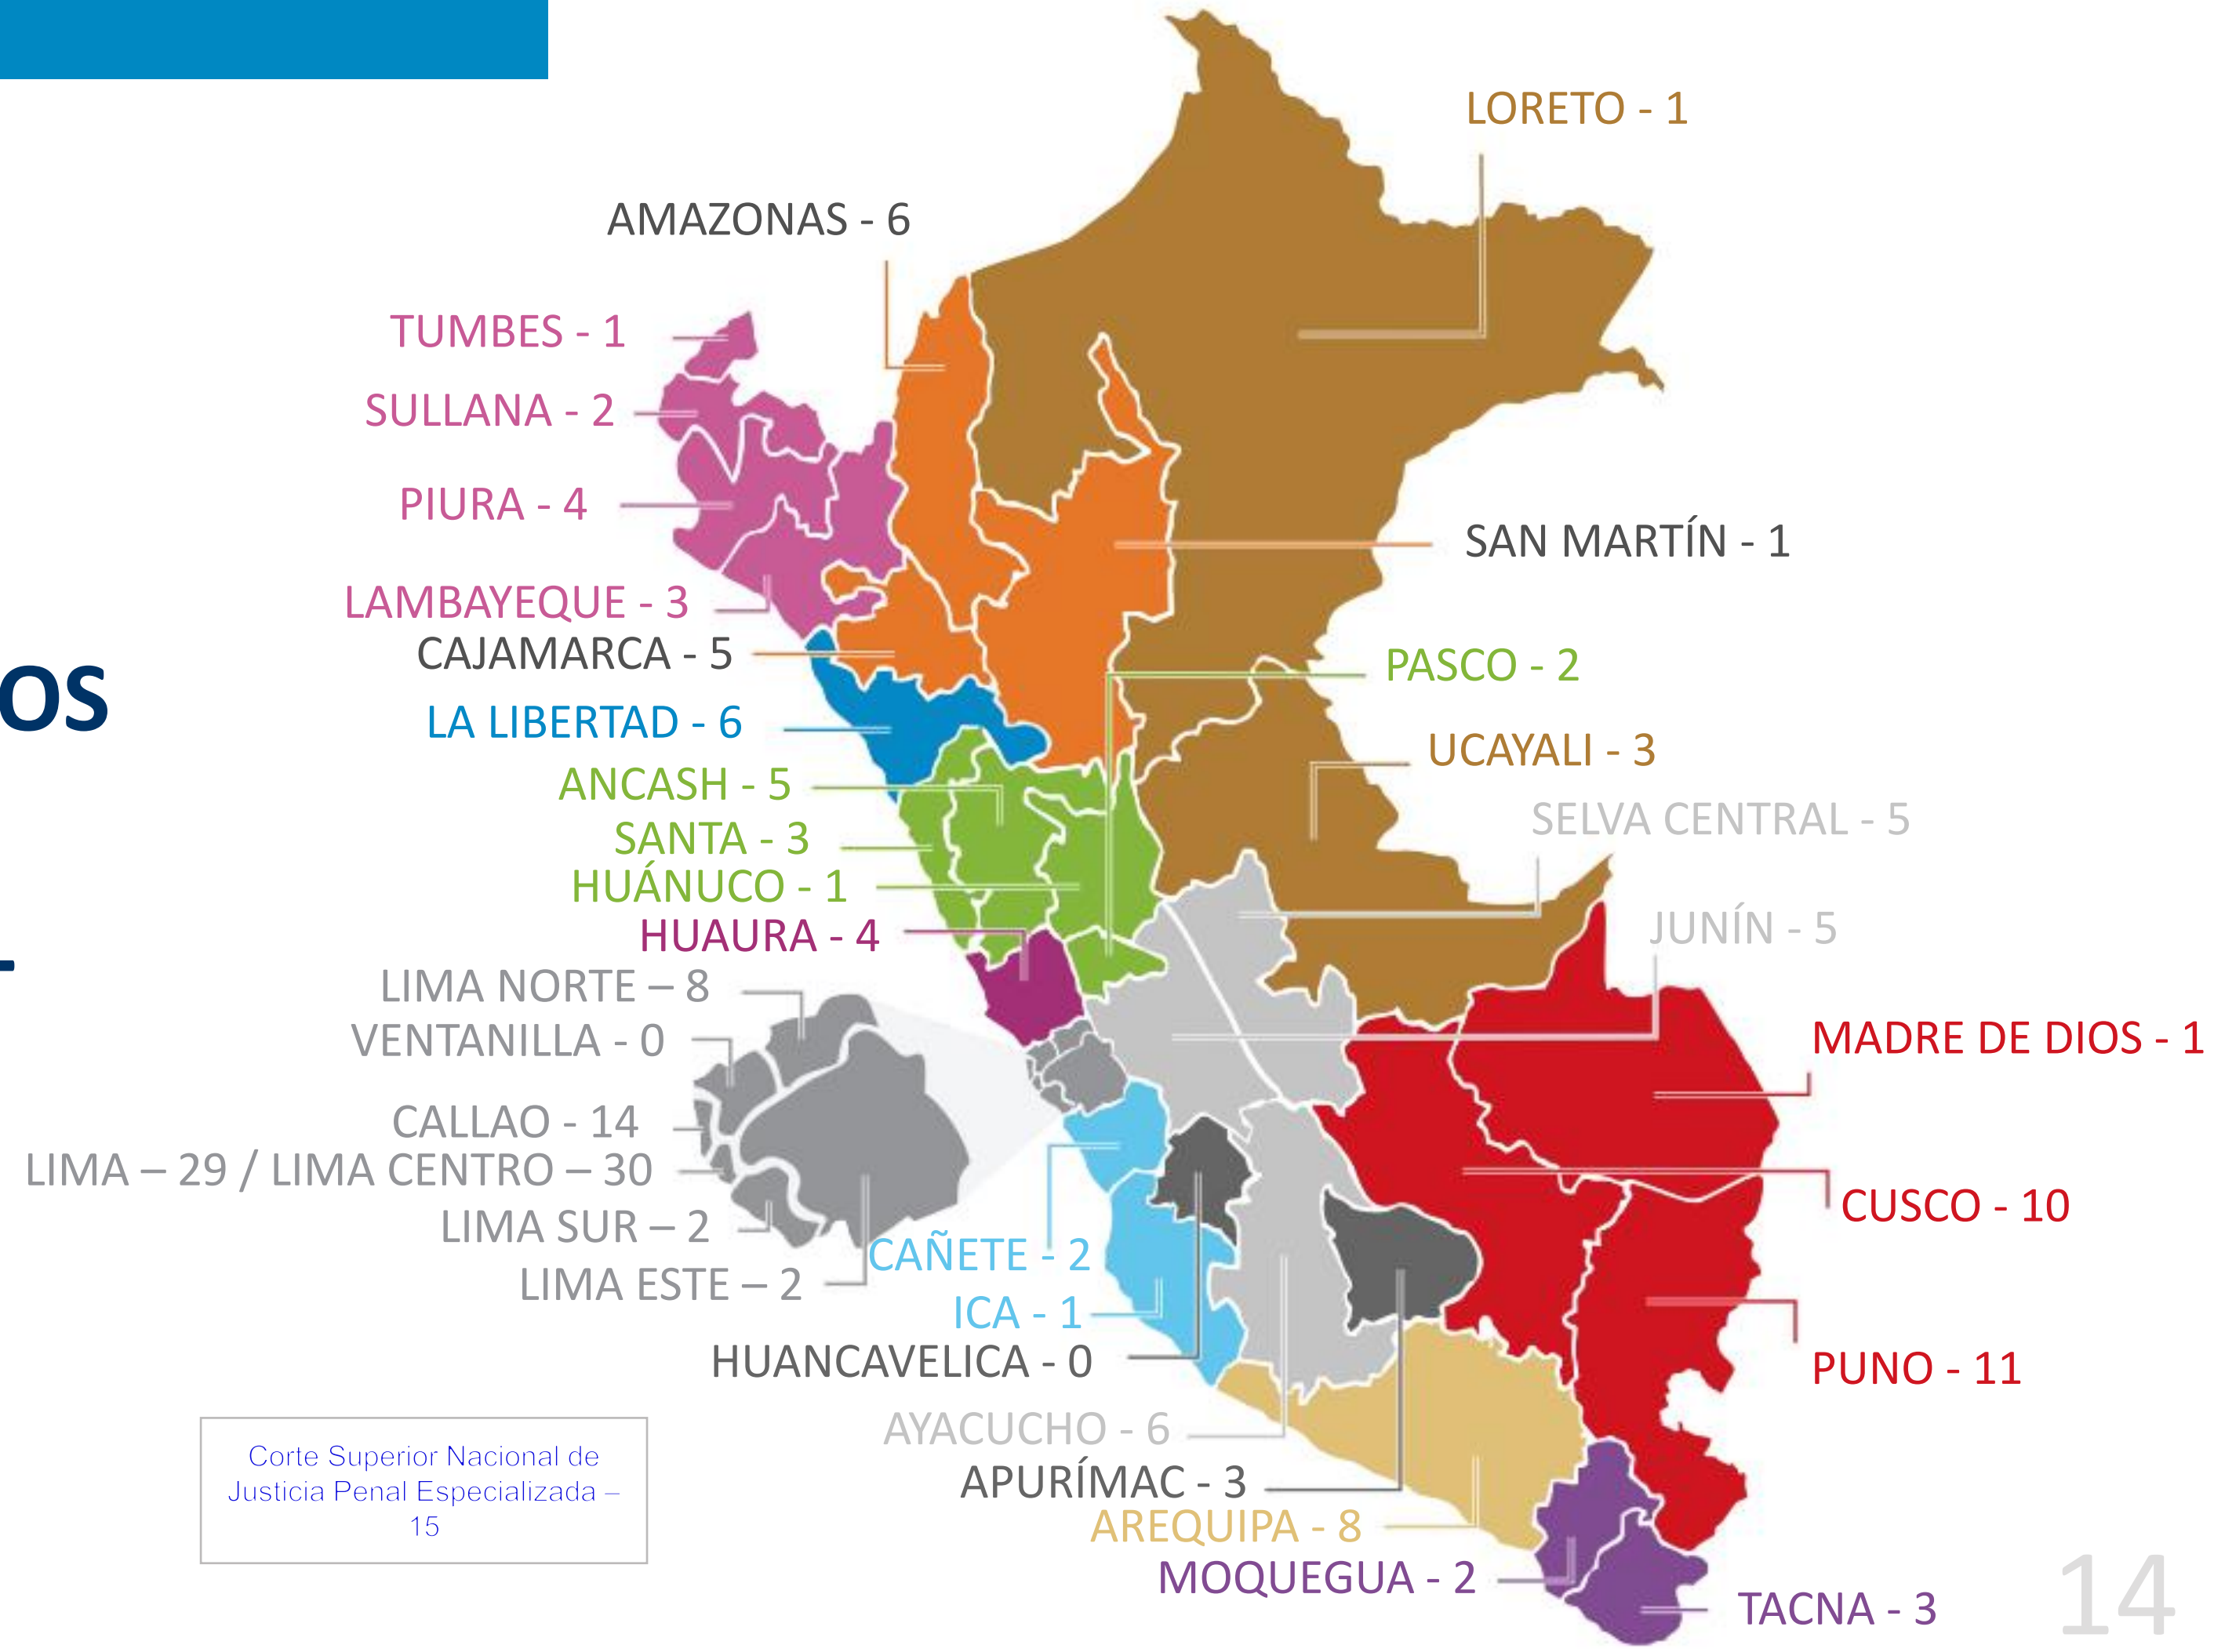 LORETO - 1
AMAZONAS - 6
TUMBES - 1
SULLANA - 2
PIURA - 4
SAN MARTÍN - 1
LAMBAYEQUE - 3
CAJAMARCA - 5
PASCO - 2
OS
LA LIBERTAD - 6
UCAYALI - 3
ANCASH - 5
SELVA CENTRAL - 5
SANTA - 3
HUÁNUCO - 1
HUAURA - 4
JUNÍN - 5
LIMA NORTE – 8
VENTANILLA - 0
MADRE DE DIOS - 1
CALLAO - 14
LIMA – 29 / LIMA CENTRO – 30
CUSCO - 10
LIMA SUR – 2
CAÑETE - 2
LIMA ESTE – 2
ICA - 1
HUANCAVELICA - 0
PUNO - 11
AYACUCHO - 6
Corte Superior Nacional de
Justicia Penal Especializada –
15
APURÍMAC - 3
AREQUIPA - 8
MOQUEGUA - 2
TACNA - 3
14